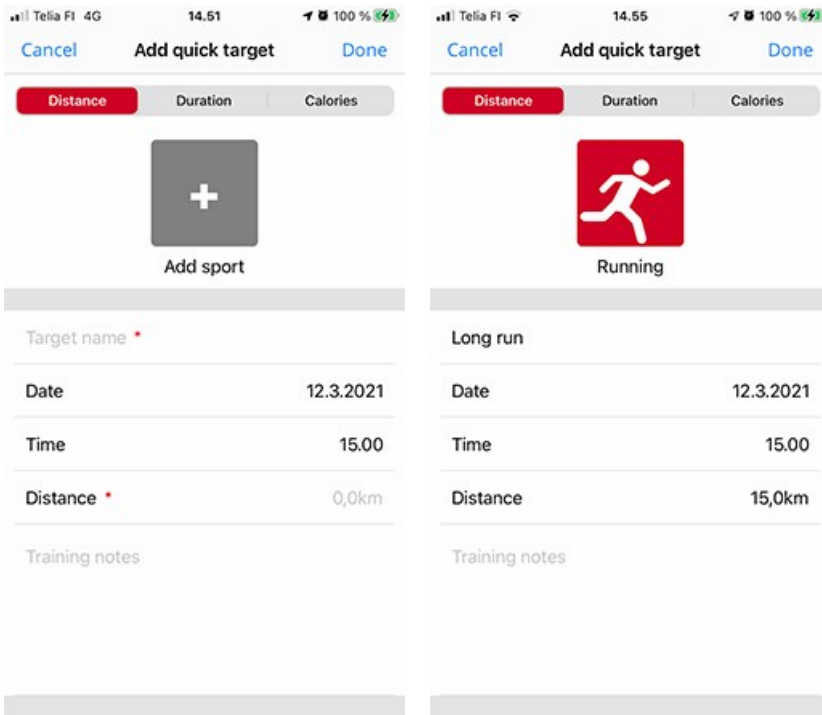 Telia FI 4G 14.51 100 %
Cancel Add quick target Done
Distance Duration Calories
+
Add sport
Target name *
Date 12.3.2021
Time 15.00
Distance * 0,0km
Training notes
Telia FI 14.55 100 %
Cancel Add quick target Done
Distance Duration Calories
Running
Long run
Date 12.3.2021
Time 15.00
Distance 15,0km
Training notes